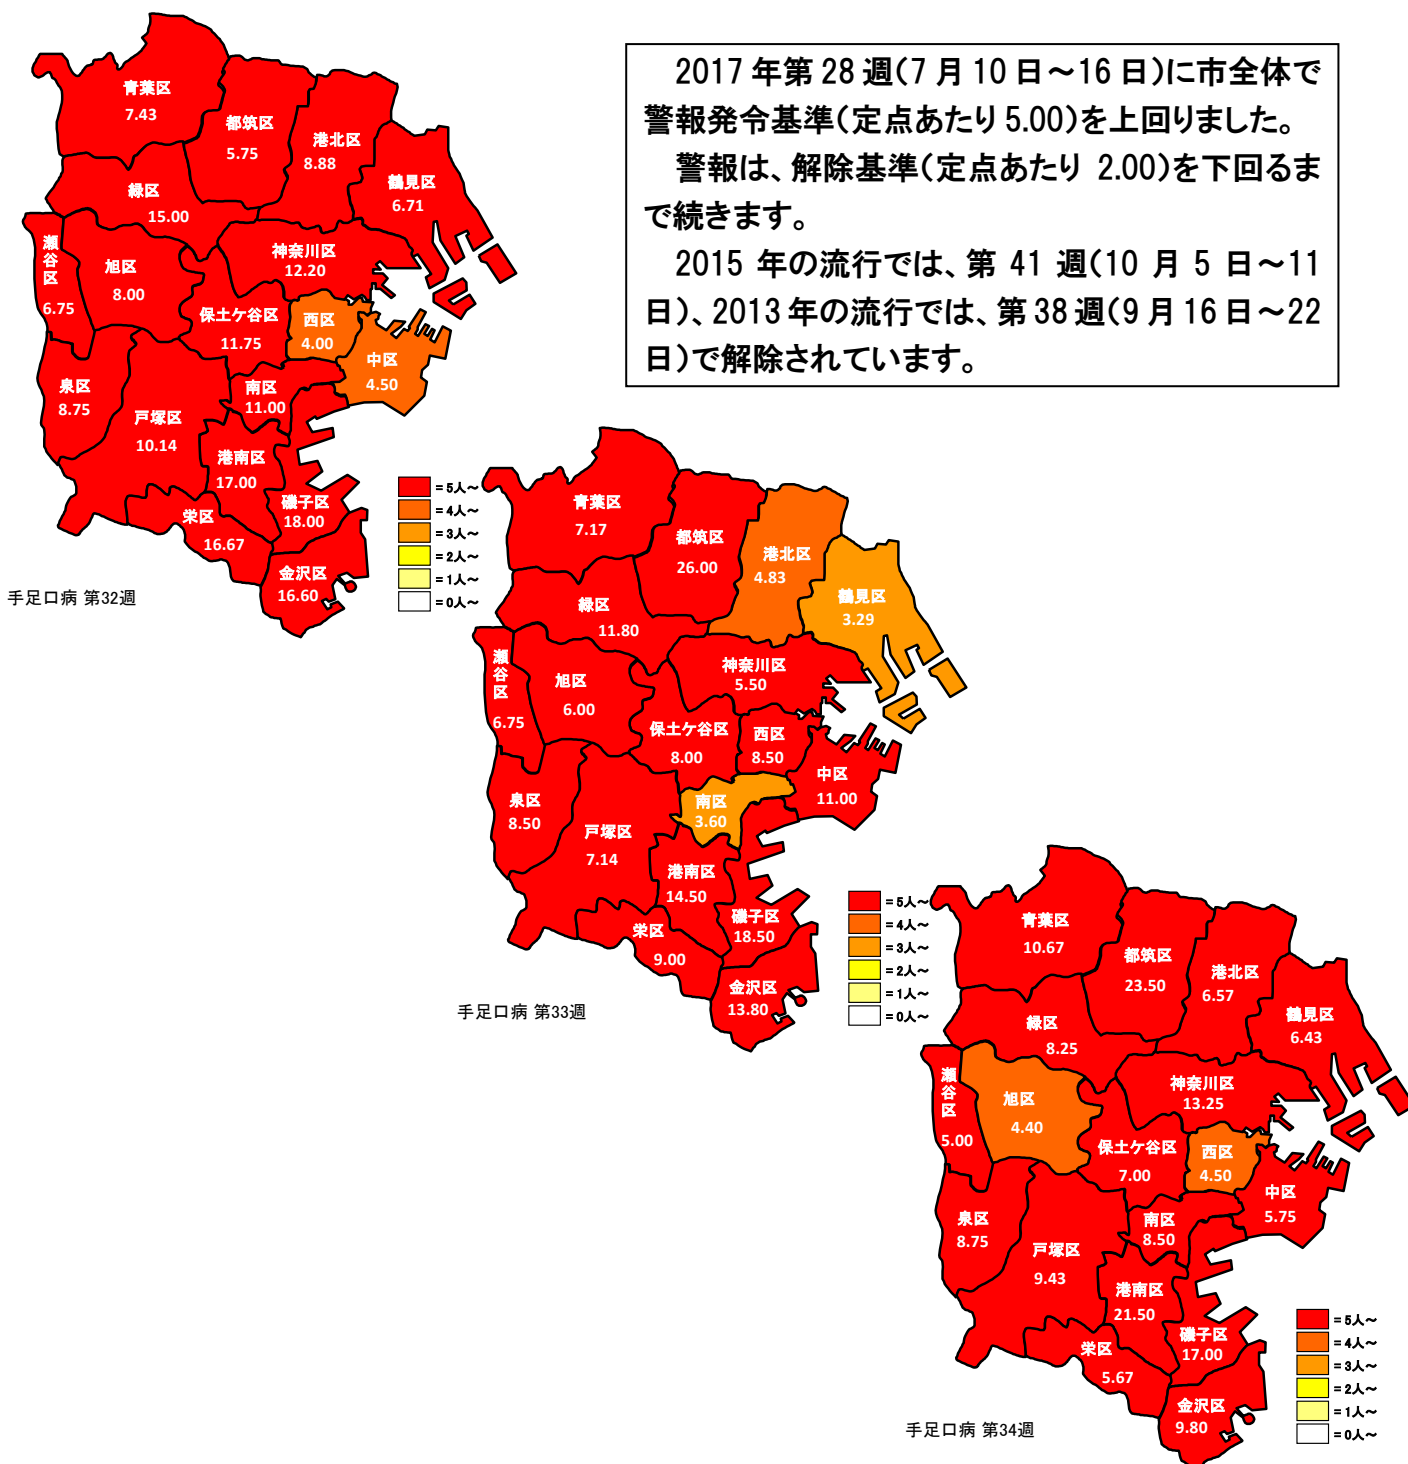 2017年第28週(7月10日～16日)に市全体で
警報発令基準(定点あたり5.00)を上回りました。
警報は、解除基準(定点あたり 2.00)を下回るま
で続きます。
2015 年の流行では、第 41 週(10 月 5 日～11
日)、2013年の流行では、第38週(9月16日～22
日)で解除されています。
青葉区
7.43
都筑区
5.75
港北区
8.88
鶴見区
6.71
緑区
15.00
瀬谷区
6.75
旭区
8.00
神奈川区
12.20
保土ケ谷区
11.75
西区
4.00
中区
4.50
泉区
8.75
戸塚区
10.14
南区
11.00
港南区
17.00
磯子区
18.00
栄区
16.67
金沢区
16.60
=5人～
=4人～
=3人～
=2人～
=1人～
=0人～
手足口病 第32週
青葉区
7.17
都筑区
26.00
港北区
4.83
鶴見区
3.29
緑区
11.80
瀬谷区
6.75
旭区
6.00
神奈川区
5.50
保土ケ谷区
8.00
西区
8.50
中区
11.00
泉区
8.50
戸塚区
7.14
南区
3.60
港南区
14.50
磯子区
18.50
栄区
9.00
金沢区
13.80
=5人～
=4人～
=3人～
=2人～
=1人～
=0人～
手足口病 第33週
青葉区
10.67
都筑区
23.50
港北区
6.57
鶴見区
6.43
緑区
8.25
瀬谷区
5.00
旭区
4.40
神奈川区
13.25
保土ケ谷区
7.00
西区
4.50
中区
5.75
泉区
8.75
戸塚区
9.43
南区
8.50
港南区
21.50
磯子区
17.00
栄区
5.67
金沢区
9.80
=5人～
=4人～
=3人～
=2人～
=1人～
=0人～
手足口病 第34週